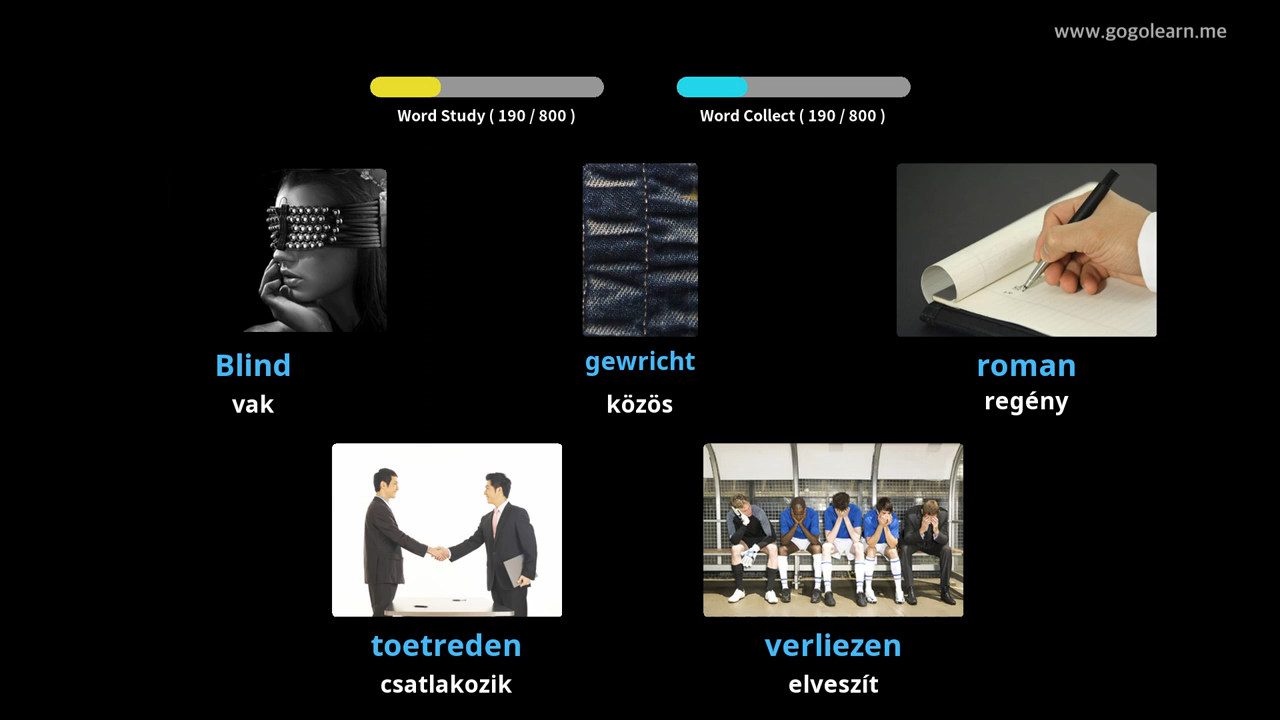 www.gogolearn.me
Word Study ( 190 / 800 )
Word Collect ( 190 / 800 )
Blind
vak
gewricht
közös
roman
regény
toetreden
csatlakozik
verliezen
elveszít